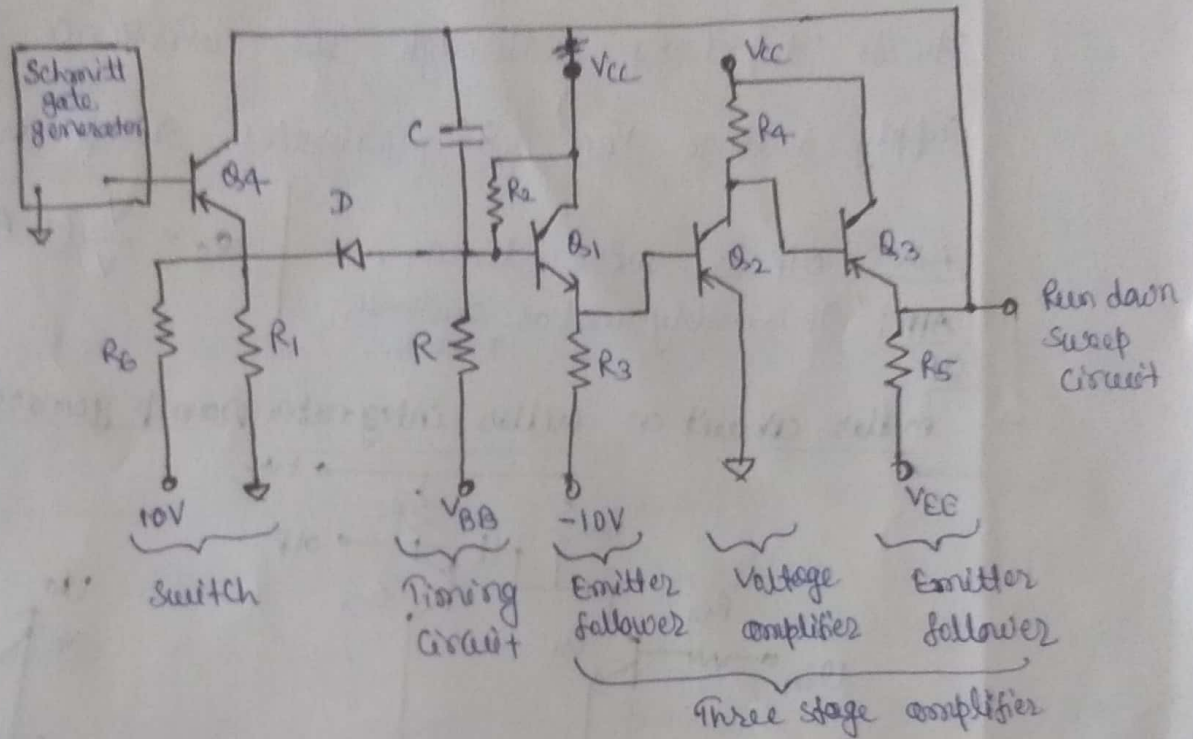 Schmitt
gate
generator
Q4
D
C
R2
VCC
Q1
VCC
R4
Q2
Q3
Run down
sweep
circuit
R6
R1
R
R3
R5
10V
VBB
-10V
VEE
Switch
Timing
circuit
Emitter
follower
Voltage
amplifier
Emitter
follower
Three stage amplifier